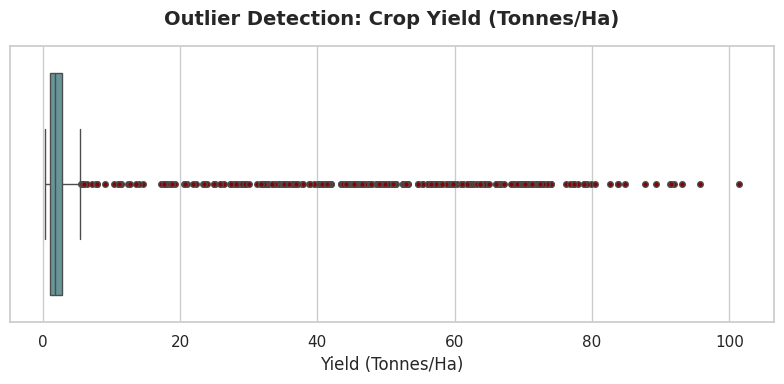 Outlier Detection: Crop Yield (Tonnes/Ha)
0 20 40 60 80 100
Yield (Tonnes/Ha)